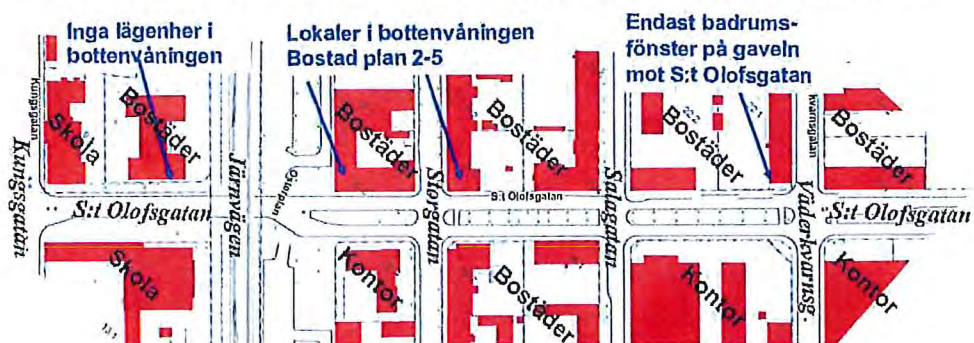 Inga lägenher i
bottenvåningen
Lokaler i bottenvåningen
Bostad plan 2-5
Endast badrums-
fönster på gaveln
mot S:t Olofsgatan
Kungsgatan
Skola
Bostäder
Bostäder
Bostäder
Bostäder
Bostäder
Kungsgatan
Järnvägen
Storgatan
Salagatan
S:t Olofsgatan
S:t Olofsgatan
S:t Olofsgatan
Väderkvarnsg.
Skola
Kontor
Bostäder
Kontor
Kontor